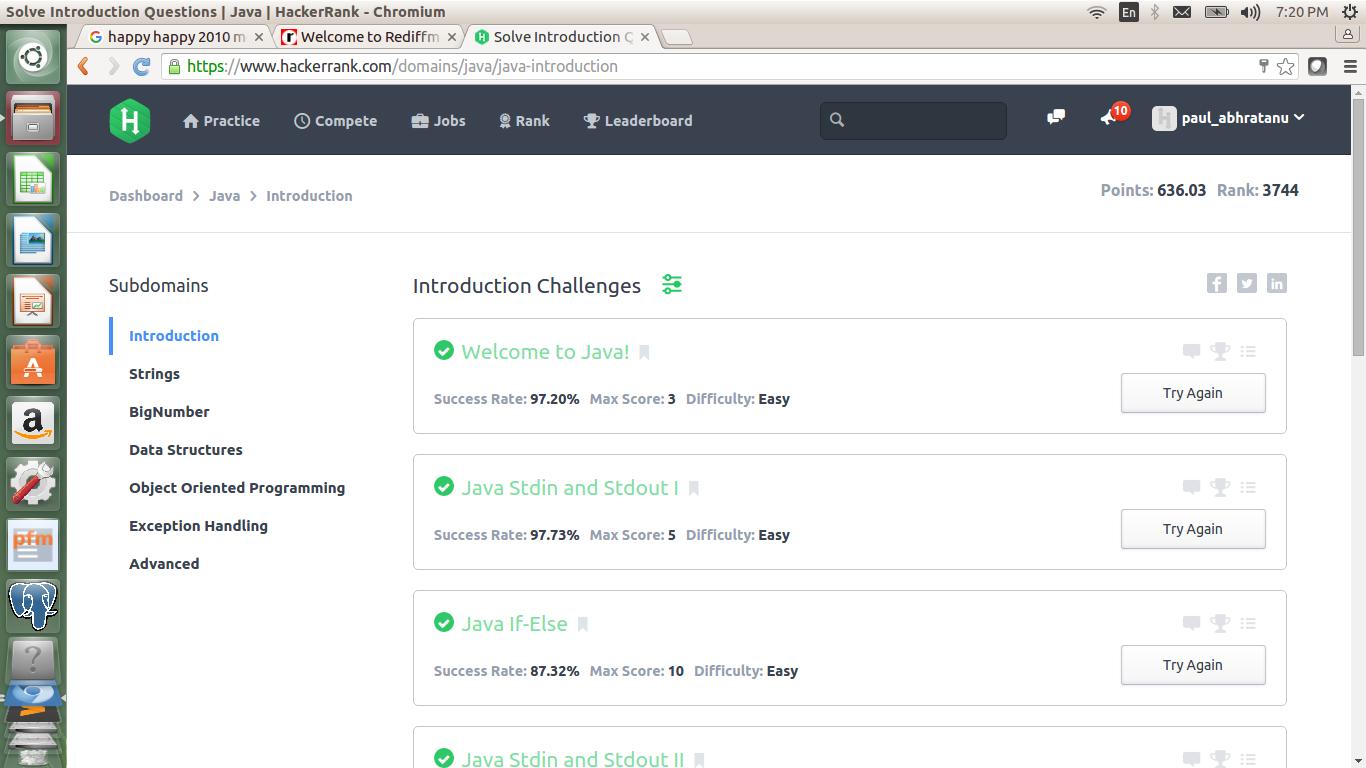 Solve Introduction Questions | Java | HackerRank - Chromium
En
7:20 PM
happy happy 2010 m
Welcome to Rediffm
Solve Introduction Q
https://www.hackerrank.com/domains/java/java-introduction
H
Practice
Compete
Jobs
Rank
Leaderboard
10
paul_abhratanu
Dashboard > Java > Introduction
Points: 636.03 Rank: 3744
Subdomains
Introduction
Strings
BigNumber
Data Structures
Object Oriented Programming
Exception Handling
Advanced
Introduction Challenges
Welcome to Java!
Success Rate: 97.20% Max Score: 3 Difficulty: Easy
Try Again
Java Stdin and Stdout I
Success Rate: 97.73% Max Score: 5 Difficulty: Easy
Try Again
Java If-Else
Success Rate: 87.32% Max Score: 10 Difficulty: Easy
Try Again
Java Stdin and Stdout II
pfm